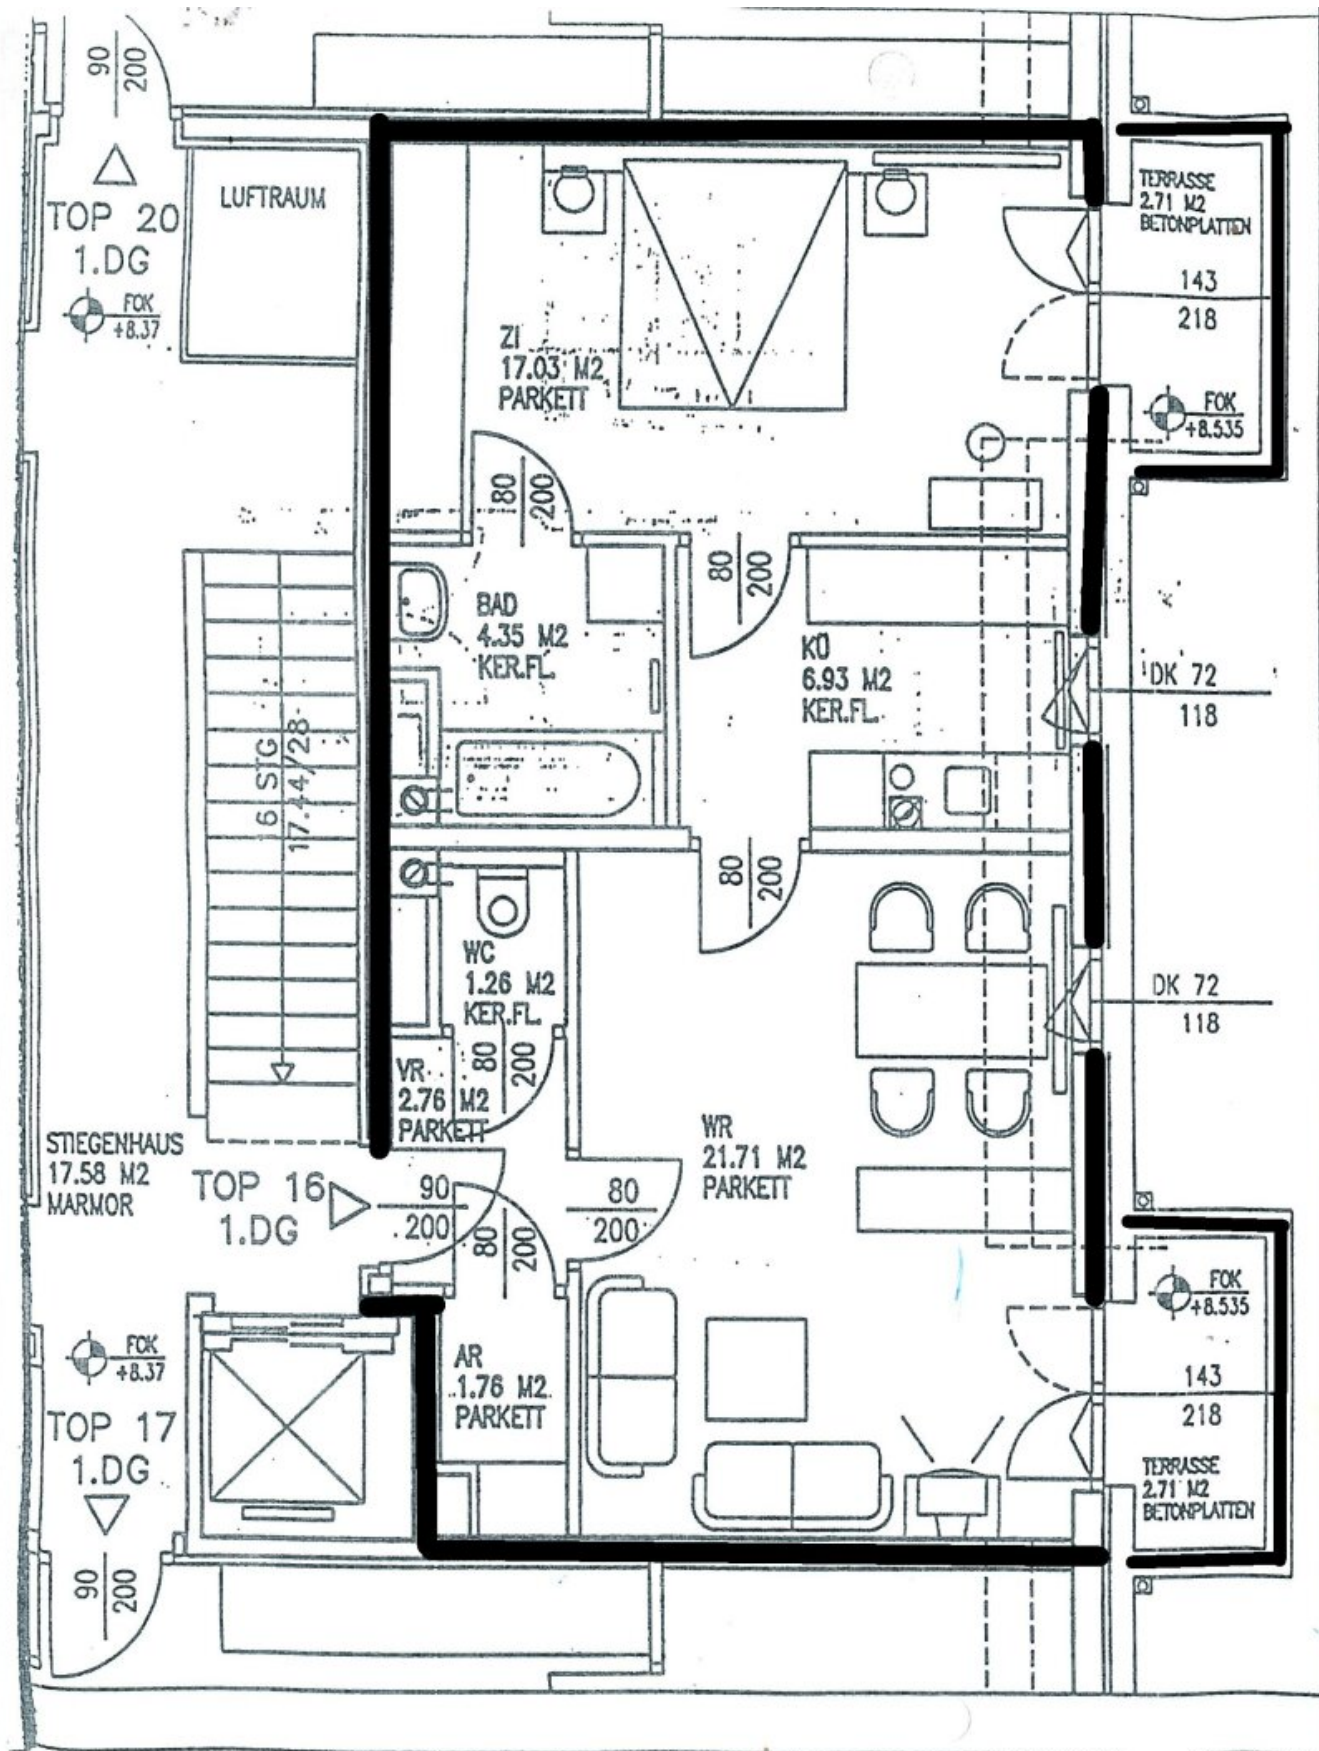 90
200
TOP 20
1.DG
FOK
+8.37
LUFTRAUM
TERRASSE
2.71 M2
BETONPLATTEN
143
218
FOK
+8.535
ZI
17.03 M2
PARKETT
80
200
80
200
BAD
4.35 M2
KER.FL.
KÜ
6.93 M2
KER.FL.
DK 72
118
6 STG
17.44/28
80
200
WC
1.26 M2
KER.FL.
80
200
DK 72
118
VR
2.76 M2
PARKETT
WR
21.71 M2
PARKETT
STIEGENHAUS
17.58 M2
MARMOR
TOP 16
1.DG
90
200
80
200
80
200
FOK
+8.535
FOK
+8.37
AR
1.76 M2
PARKETT
143
218
TOP 17
1.DG
TERRASSE
2.71 M2
BETONPLATTEN
90
200